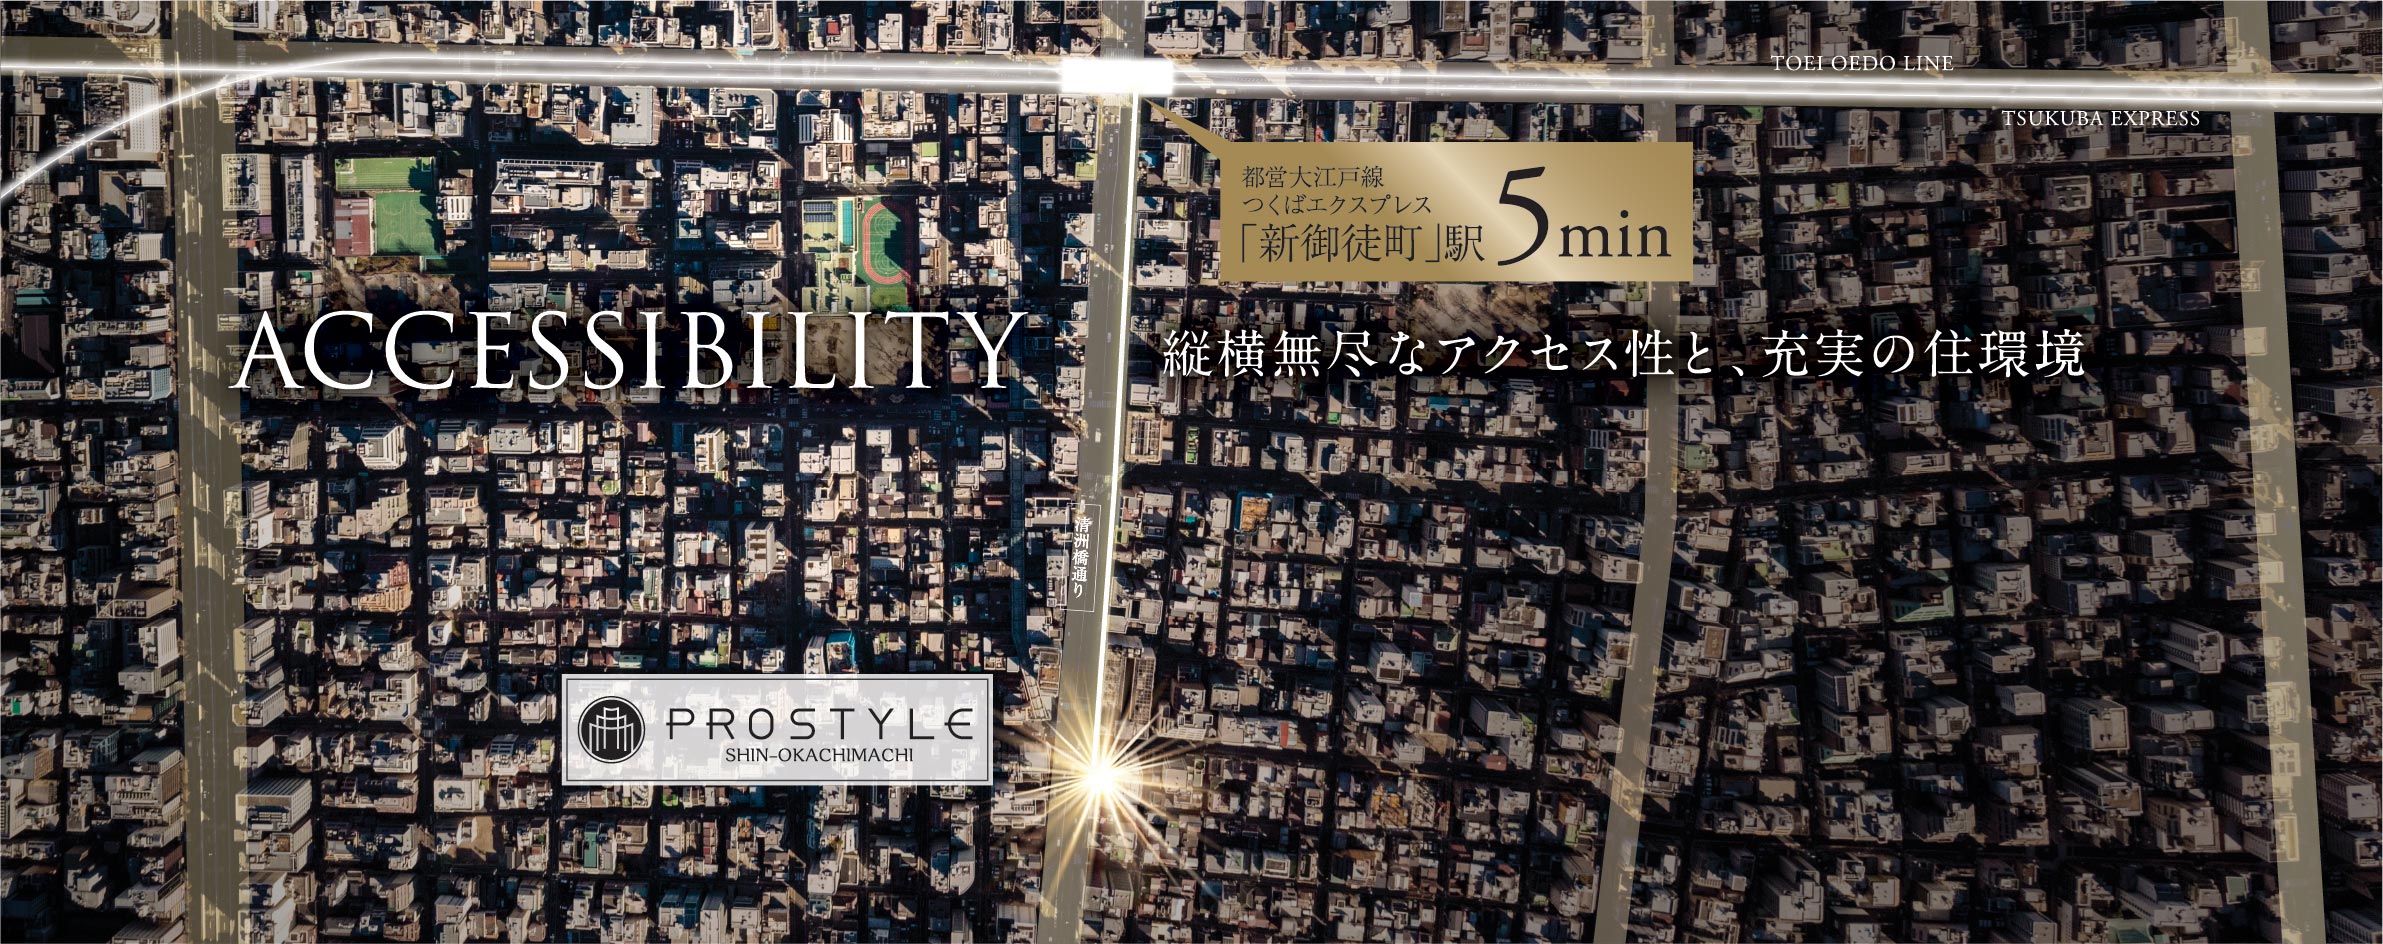 TOEI OEDO LINE
TSUKUBA EXPRESS
都営大江戸線
つくばエクスプレス
「新御徒町」駅 5min
ACCESSIBILITY
縦横無尽なアクセス性と、充実の住環境
清洲橋通り
PROSTYLE
SHIN-OKACHIMACHI